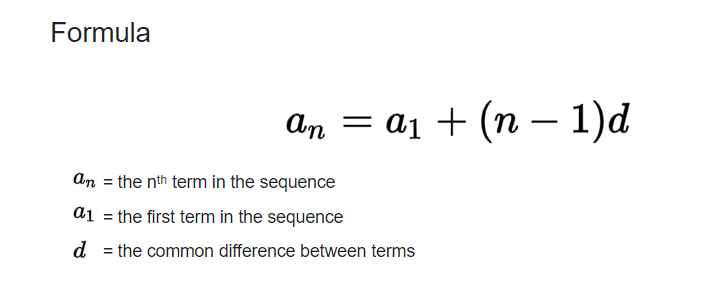 Formula
aₙ = a₁ + (n − 1)d
aₙ = the nᵗʰ term in the sequence
a₁ = the first term in the sequence
d = the common difference between terms